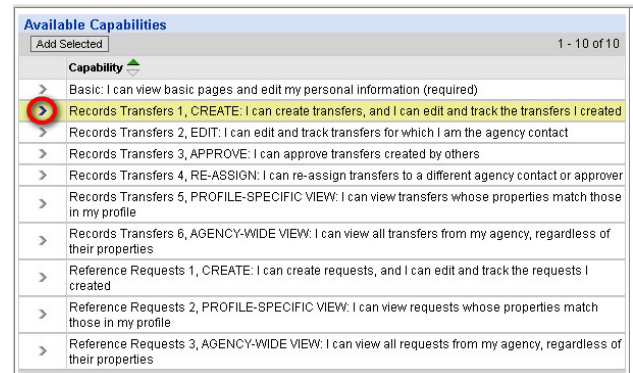 Available Capabilities
Add Selected
1 - 10 of 10
Capability
Basic: I can view basic pages and edit my personal information (required)
Records Transfers 1, CREATE: I can create transfers, and I can edit and track the transfers I created
Records Transfers 2, EDIT: I can edit and track transfers for which I am the agency contact
Records Transfers 3, APPROVE: I can approve transfers created by others
Records Transfers 4, RE-ASSIGN: I can re-assign transfers to a different agency contact or approver
Records Transfers 5, PROFILE-SPECIFIC VIEW: I can view transfers whose properties match those
in my profile
Records Transfers 6, AGENCY-WIDE VIEW: I can view all transfers from my agency, regardless of
their properties
Reference Requests 1, CREATE: I can create requests, and I can edit and track the requests I
created
Reference Requests 2, PROFILE-SPECIFIC VIEW: I can view requests whose properties match
those in my profile
Reference Requests 3, AGENCY-WIDE VIEW: I can view all requests from my agency, regardless of
their properties